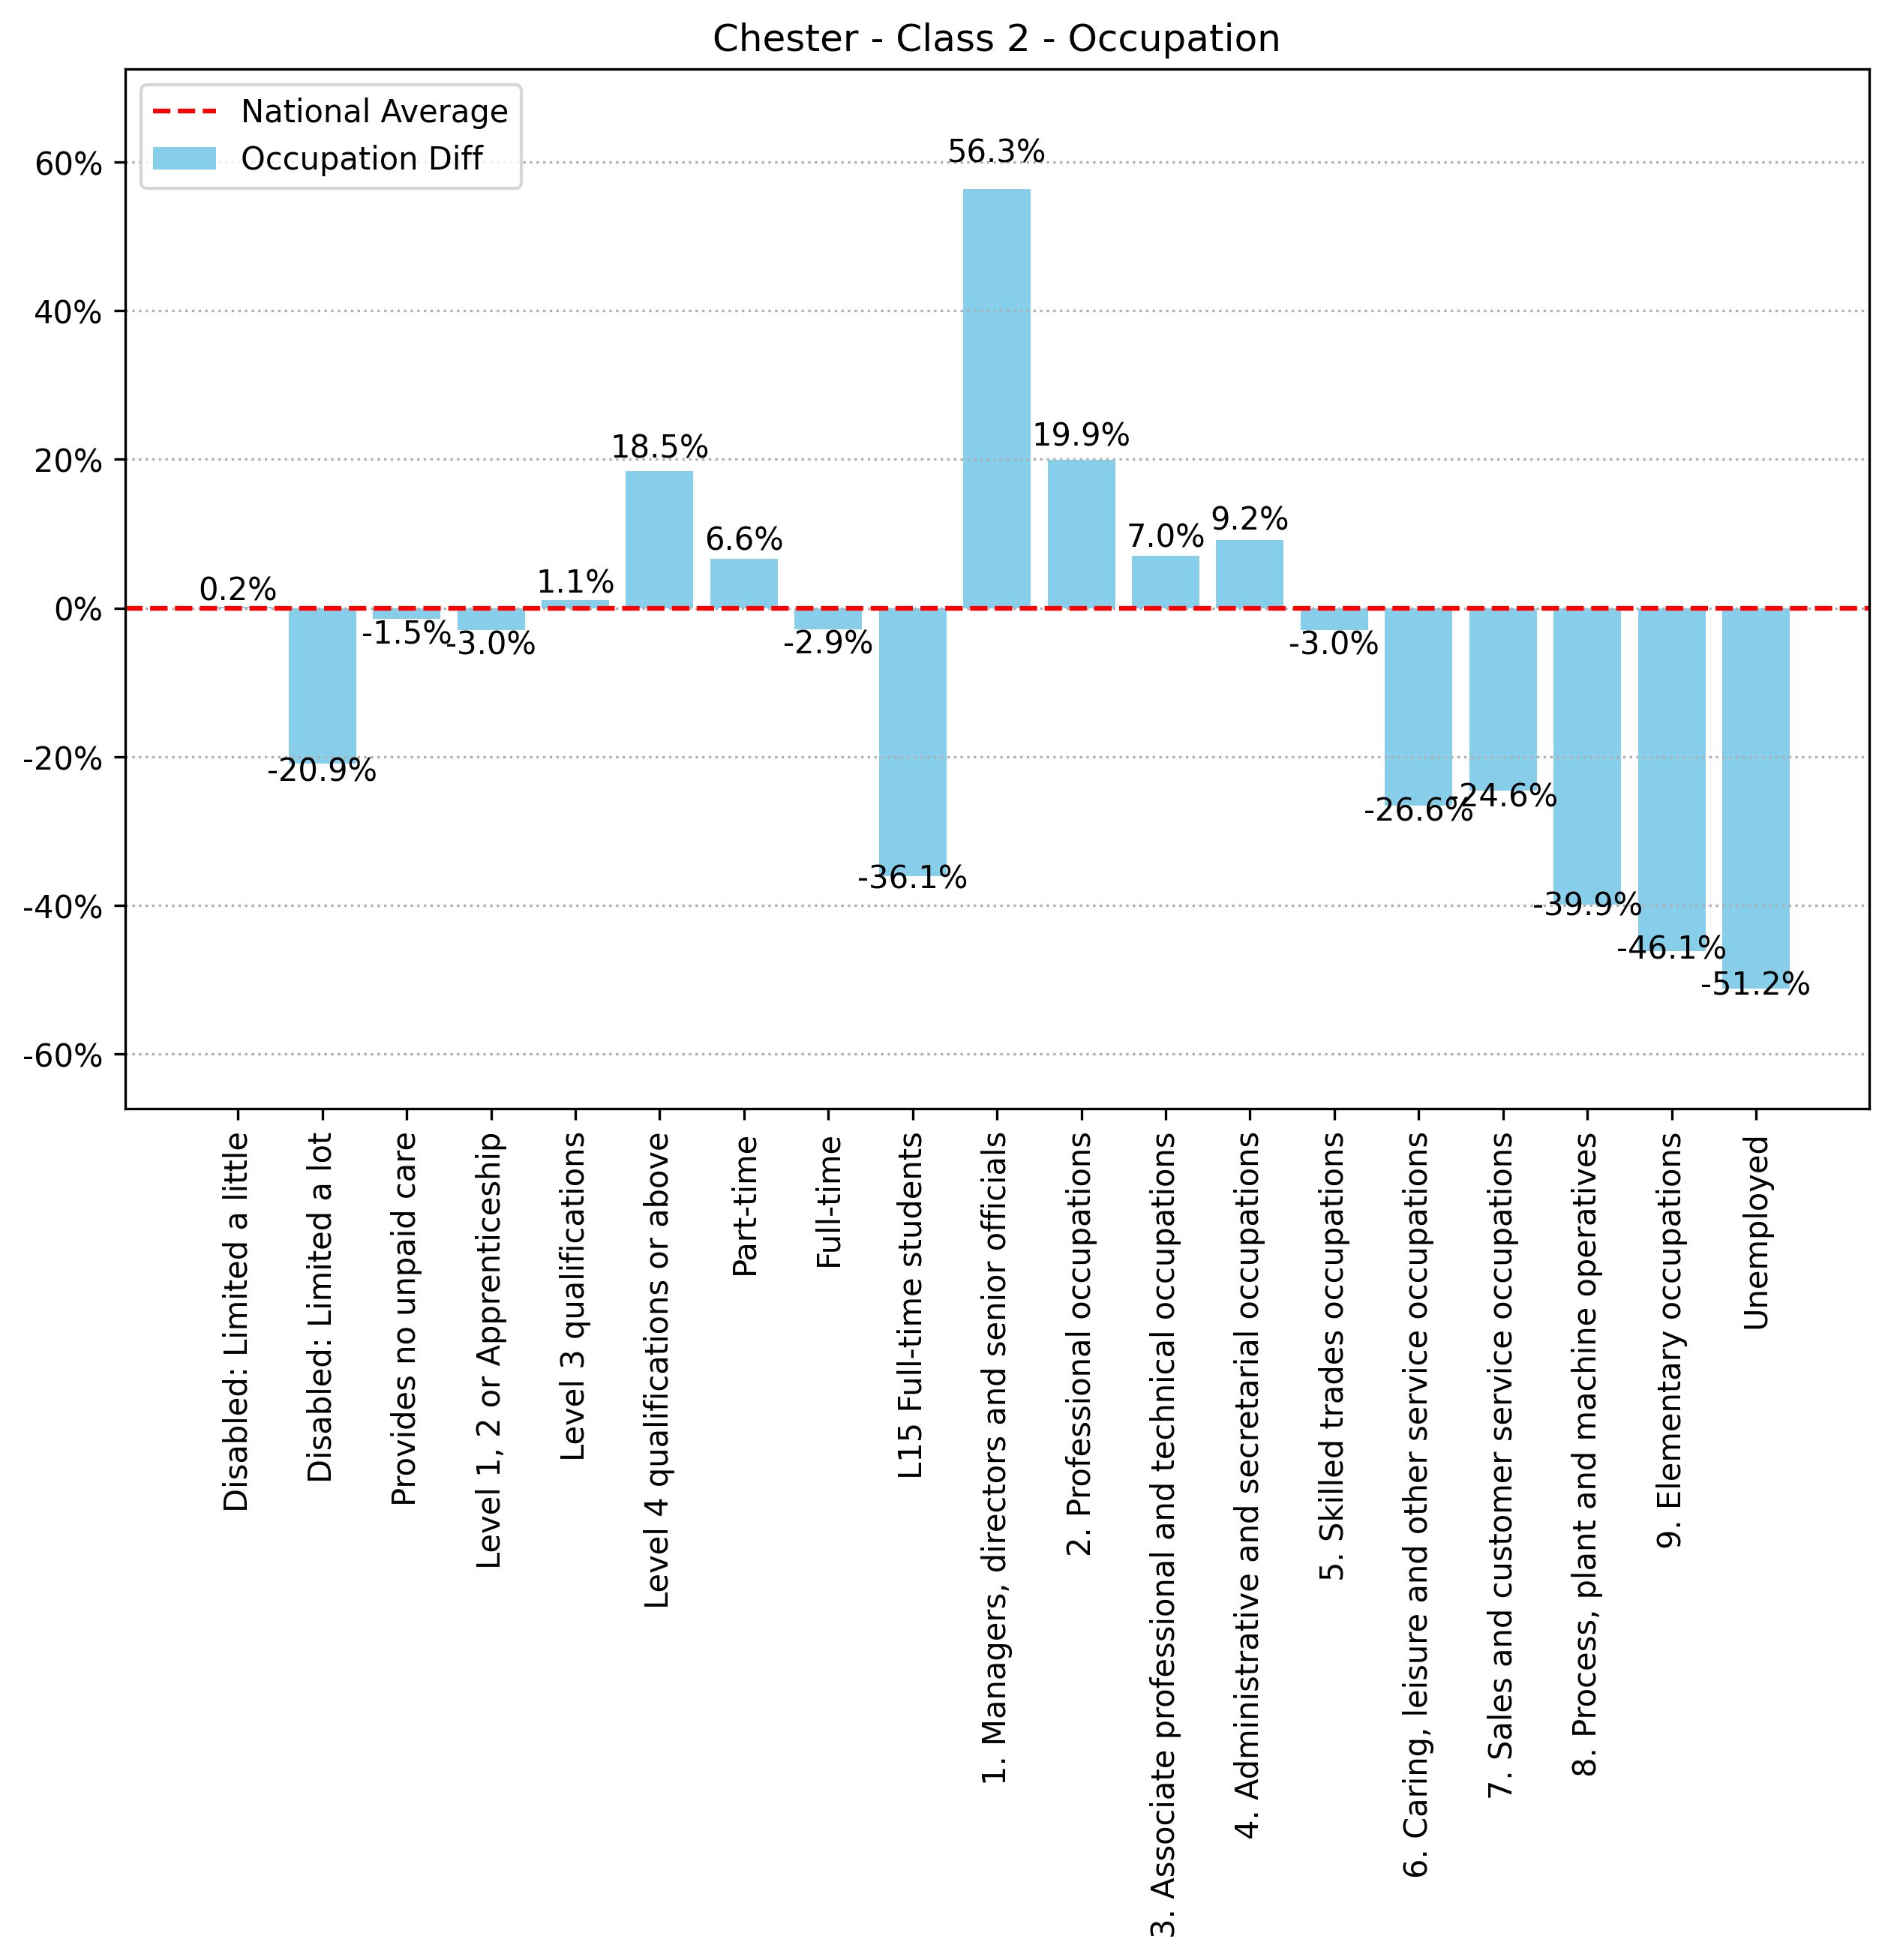 Chester - Class 2 - Occupation
National Average
Occupation Diff
60%
40%
20%
0%
-20%
-40%
-60%
0.2%
-20.9%
-1.5%
-3.0%
1.1%
18.5%
6.6%
-2.9%
-36.1%
56.3%
19.9%
7.0%
9.2%
-3.0%
-26.6%
-24.6%
-39.9%
-46.1%
-51.2%
Disabled: Limited a little
Disabled: Limited a lot
Provides no unpaid care
Level 1, 2 or Apprenticeship
Level 3 qualifications
Level 4 qualifications or above
Part-time
Full-time
L15 Full-time students
1. Managers, directors and senior officials
2. Professional occupations
3. Associate professional and technical occupations
4. Administrative and secretarial occupations
5. Skilled trades occupations
6. Caring, leisure and other service occupations
7. Sales and customer service occupations
8. Process, plant and machine operatives
9. Elementary occupations
Unemployed